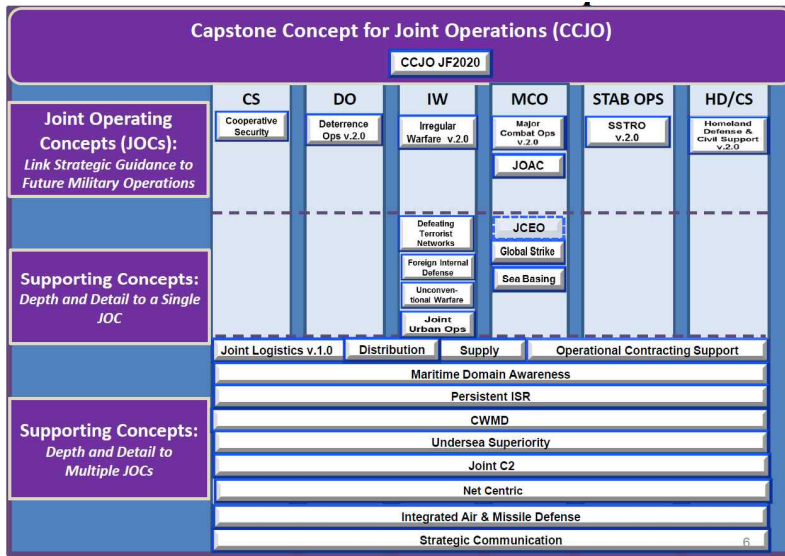 Capstone Concept for Joint Operations (CCJO)
CCJO JF2020
CS
DO
IW
MCO
STAB OPS
HD/CS
Joint Operating
Concepts (JOCs):
Link Strategic Guidance to
Future Military Operations
Cooperative
Security
Deterrence
Ops v.2.0
Irregular
Warfare v.2.0
Major
Combat Ops
v.2.0
JOAC
SSTRO
v.2.0
Homeland
Defense &
Civil Support
v.2.0
Supporting Concepts:
Depth and Detail to a Single
JOC
Defeating
Terrorist
Networks
Foreign Internal
Defense
Unconven-
tional Warfare
Joint
Urban Ops
JCEO
Global Strike
Sea Basing
Supporting Concepts:
Depth and Detail to
Multiple JOCs
Joint Logistics v.1.0
Distribution
Supply
Operational Contracting Support
Maritime Domain Awareness
Persistent ISR
CWMD
Undersea Superiority
Joint C2
Net Centric
Integrated Air & Missile Defense
Strategic Communication
6